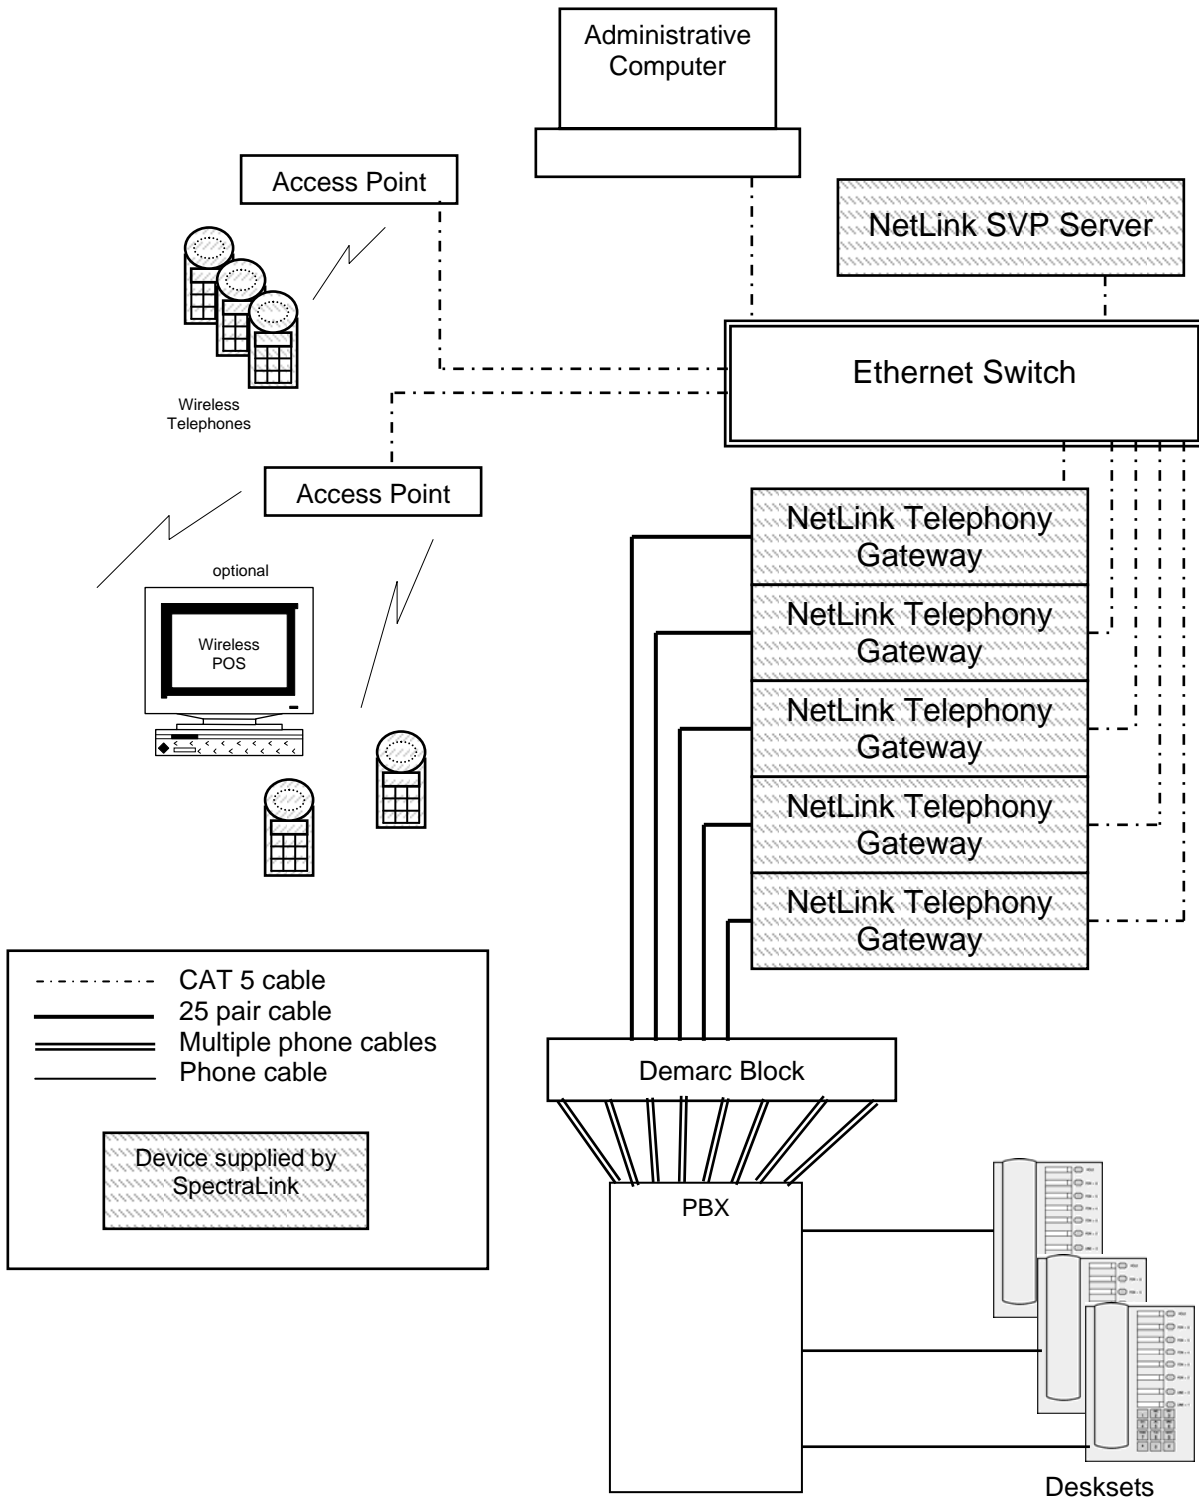 Administrative
Computer
Access Point
NetLink SVP Server
Ethernet Switch
Wireless
Telephones
Access Point
optional
Wireless
POS
NetLink Telephony
Gateway
NetLink Telephony
Gateway
NetLink Telephony
Gateway
NetLink Telephony
Gateway
NetLink Telephony
Gateway
CAT 5 cable
25 pair cable
Multiple phone cables
Phone cable
Device supplied by
SpectraLink
Demarc Block
PBX
Desksets